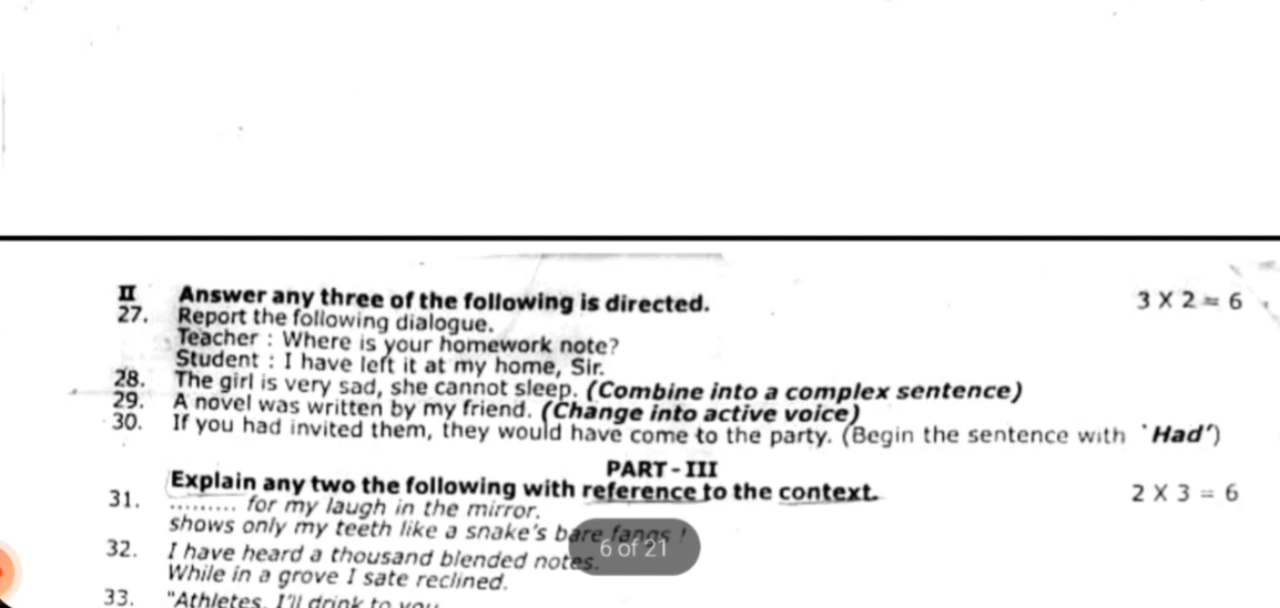 II Answer any three of the following is directed. 3 X 2 = 6
27. Report the following dialogue.
Teacher : Where is your homework note?
Student : I have left it at my home, Sir.
28. The girl is very sad, she cannot sleep. (Combine into a complex sentence)
29. A novel was written by my friend. (Change into active voice)
30. If you had invited them, they would have come to the party. (Begin the sentence with 'Had')
PART - III
Explain any two the following with reference to the context. 2 X 3 = 6
31. ......... for my laugh in the mirror.
shows only my teeth like a snake's bare fangs !
6 of 21
32. I have heard a thousand blended notes.
While in a grove I sate reclined.
33. "Athletes, I'll drink to you